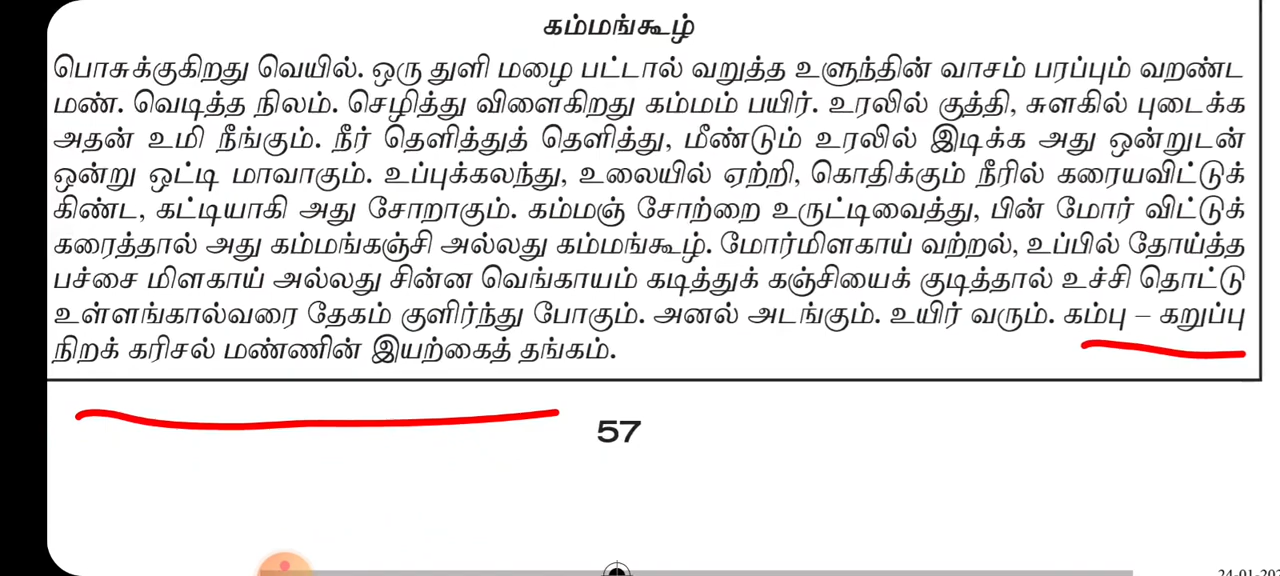 கம்மங்கூழ்
பொசுக்குகிறது வெயில். ஒரு துளி மழை பட்டால் வறுத்த உளுந்தின் வாசம் பரப்பும் வறண்ட
மண். வெடித்த நிலம். செழித்து விளைகிறது கம்மம் பயிர். உரலில் குத்தி, சுளகில் புடைக்க
அதன் உமி நீங்கும். நீர் தெளித்துத் தெளித்து, மீண்டும் உரலில் இடிக்க அது ஒன்றுடன்
ஒன்று ஒட்டி மாவாகும். உப்புக்கலந்து, உலையில் ஏற்றி, கொதிக்கும் நீரில் கரையவிட்டுக்
கிண்ட, கட்டியாகி அது சோறாகும். கம்மஞ் சோற்றை உருட்டிவைத்து, பின் மோர் விட்டுக்
கரைத்தால் அது கம்மங்கஞ்சி அல்லது கம்மங்கூழ். மோர்மிளகாய் வற்றல், உப்பில் தோய்த்த
பச்சை மிளகாய் அல்லது சின்ன வெங்காயம் கடித்துக் கஞ்சியைக் குடித்தால் உச்சி தொட்டு
உள்ளங்கால்வரை தேகம் குளிர்ந்து போகும். அனல் அடங்கும். உயிர் வரும். கம்பு – கறுப்பு
நிறக் கரிசல் மண்ணின் இயற்கைத் தங்கம்.
57